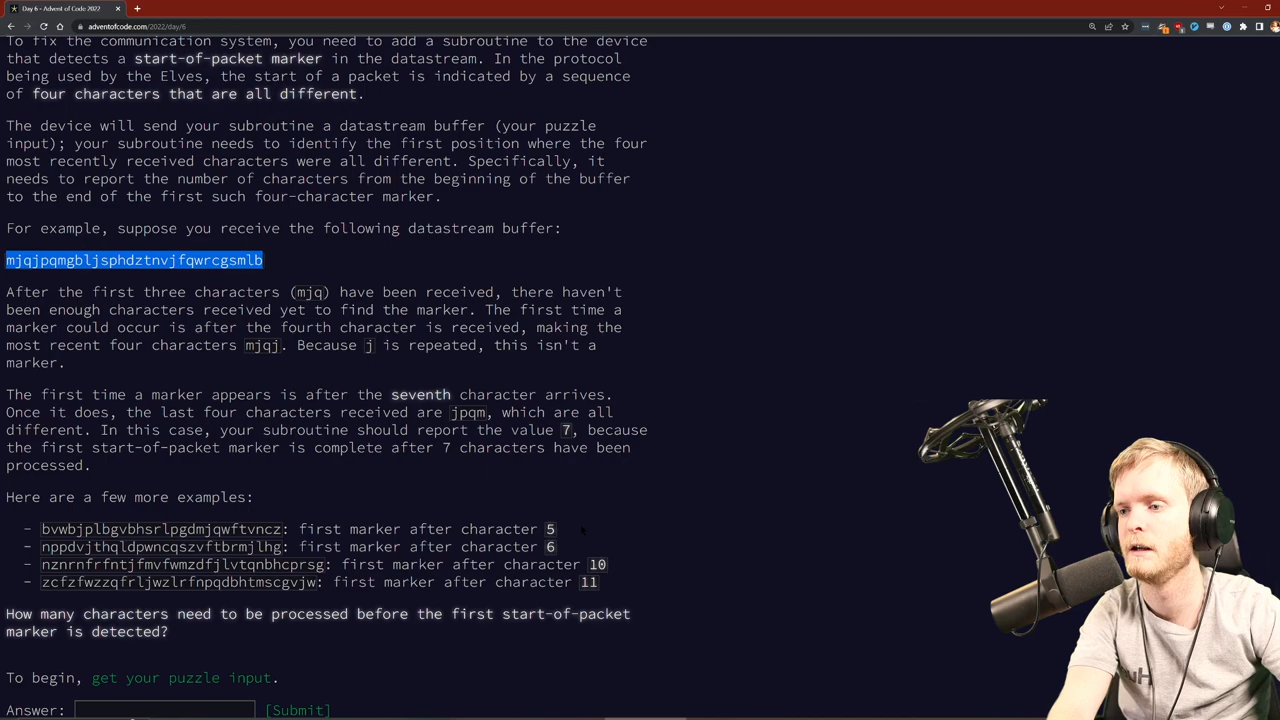 Day 6 - Advent of Code 2022
adventofcode.com/2022/day/6
To fix the communication system, you need to add a subroutine to the device
that detects a start-of-packet marker in the datastream. In the protocol
being used by the Elves, the start of a packet is indicated by a sequence
of four characters that are all different.
The device will send your subroutine a datastream buffer (your puzzle
input); your subroutine needs to identify the first position where the four
most recently received characters were all different. Specifically, it
needs to report the number of characters from the beginning of the buffer
to the end of the first such four-character marker.
For example, suppose you receive the following datastream buffer:
mjqjpqmgbljsphdztnvjfqwrcgsmlb
After the first three characters (mjq) have been received, there haven't
been enough characters received yet to find the marker. The first time a
marker could occur is after the fourth character is received, making the
most recent four characters mjqj. Because j is repeated, this isn't a
marker.
The first time a marker appears is after the seventh character arrives.
Once it does, the last four characters received are jpqm, which are all
different. In this case, your subroutine should report the value 7, because
the first start-of-packet marker is complete after 7 characters have been
processed.
Here are a few more examples:
- bvwbjplbgvbhsrlpgdmjqwftvncz: first marker after character 5
- nppdvjthqldpwncqszvftbrmjlhg: first marker after character 6
- nznrnfrfntjfmvfwmzdfjlvtqnbhcprsg: first marker after character 10
- zcfzfwzzqfrljwzlrfnpqdbhtmscgvjw: first marker after character 11
How many characters need to be processed before the first start-of-packet
marker is detected?
To begin, get your puzzle input.
Answer: [Submit]